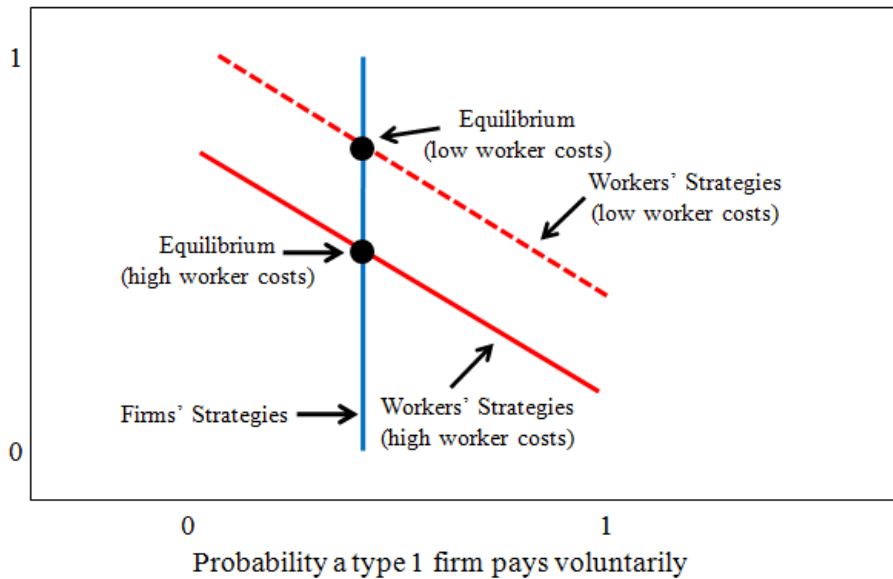 1
Equilibrium
(low worker costs)
Workers’ Strategies
(low worker costs)
Equilibrium
(high worker costs)
Firms’ Strategies
Workers’ Strategies
(high worker costs)
0
0
1
Probability a type 1 firm pays voluntarily